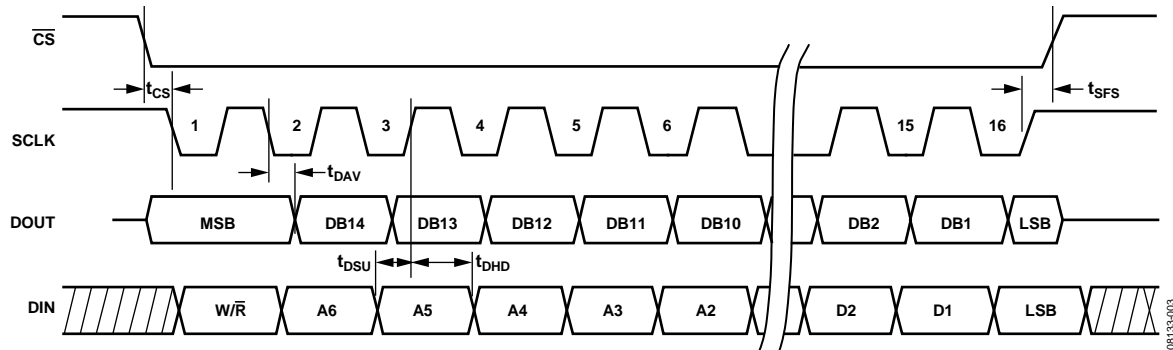 CS
tCS
tSFS
SCLK
1 2 3 4 5 6 15 16
tDAV
DOUT
MSB DB14 DB13 DB12 DB11 DB10 DB2 DB1 LSB
tDSU tDHD
DIN
W/R A6 A5 A4 A3 A2 D2 D1 LSB
08133-003